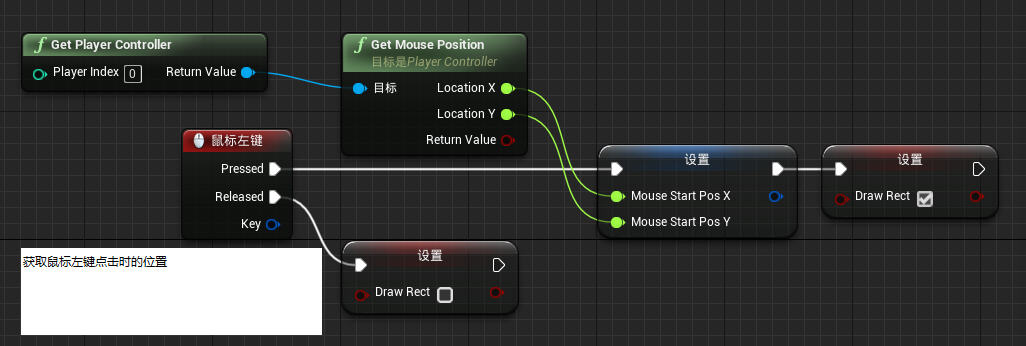 Get Player Controller
Player Index 0 Return Value
Get Mouse Position
目标是Player Controller
目标 Location X
Location Y
Return Value
鼠标左键
Pressed
Released
Key
设置
Mouse Start Pos X
Mouse Start Pos Y
设置
Draw Rect
获取鼠标左键点击时的位置
设置
Draw Rect